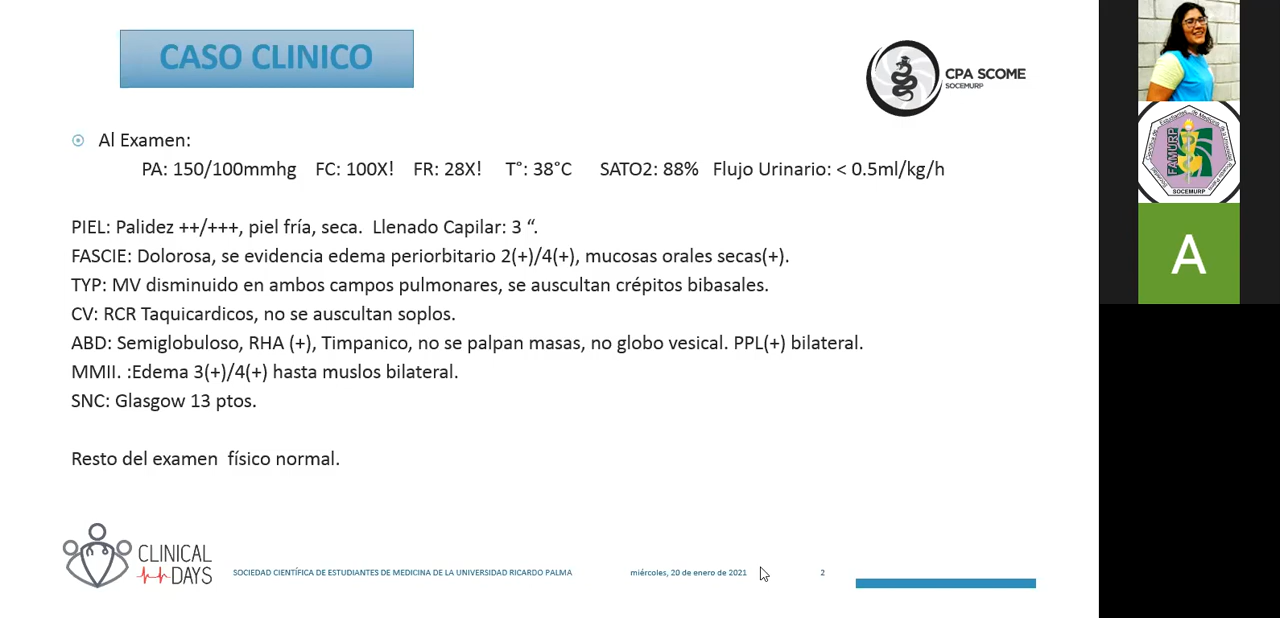 CASO CLINICO
CPA SCOME
SOCEMURP
Al Examen:
PA: 150/100mmhg FC: 100X! FR: 28X! T°: 38°C SATO2: 88% Flujo Urinario: < 0.5ml/kg/h
PIEL: Palidez ++/+++, piel fría, seca. Llenado Capilar: 3 “.
FASCIE: Dolorosa, se evidencia edema periorbitario 2(+)/4(+), mucosas orales secas(+).
TYP: MV disminuido en ambos campos pulmonares, se auscultan crépitos bibasales.
CV: RCR Taquicardicos, no se auscultan soplos.
ABD: Semiglobuloso, RHA (+), Timpanico, no se palpan masas, no globo vesical. PPL(+) bilateral.
MMII. :Edema 3(+)/4(+) hasta muslos bilateral.
SNC: Glasgow 13 ptos.
Resto del examen físico normal.
CLINICAL
DAYS
SOCIEDAD CIENTÍFICA DE ESTUDIANTES DE MEDICINA DE LA UNIVERSIDAD RICARDO PALMA
miércoles, 20 de enero de 2021
2
FAMURP
SOCEMURP
A